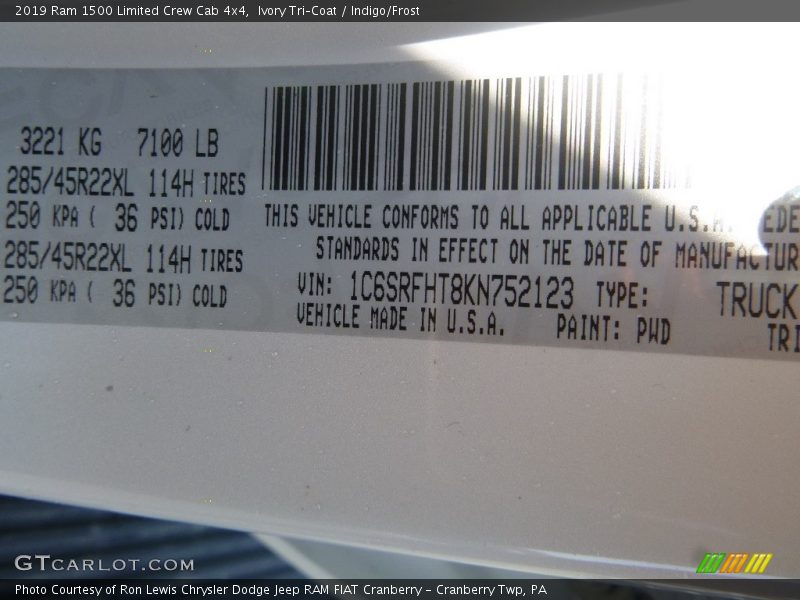 2019 Ram 1500 Limited Crew Cab 4x4, Ivory Tri-Coat / Indigo/Frost
3221 KG 7100 LB
285/45R22XL 114H TIRES
250 KPA ( 36 PSI) COLD
285/45R22XL 114H TIRES
250 KPA ( 36 PSI) COLD
THIS VEHICLE CONFORMS TO ALL APPLICABLE U.S.
STANDARDS IN EFFECT ON THE DATE OF MANUFACTUR
VIN: 1C6SRFHT8KN752123 TYPE: TRUCK
VEHICLE MADE IN U.S.A. PAINT: PWD
TRI
GTCARLOT.COM
Photo Courtesy of Ron Lewis Chrysler Dodge Jeep RAM FIAT Cranberry – Cranberry Twp, PA